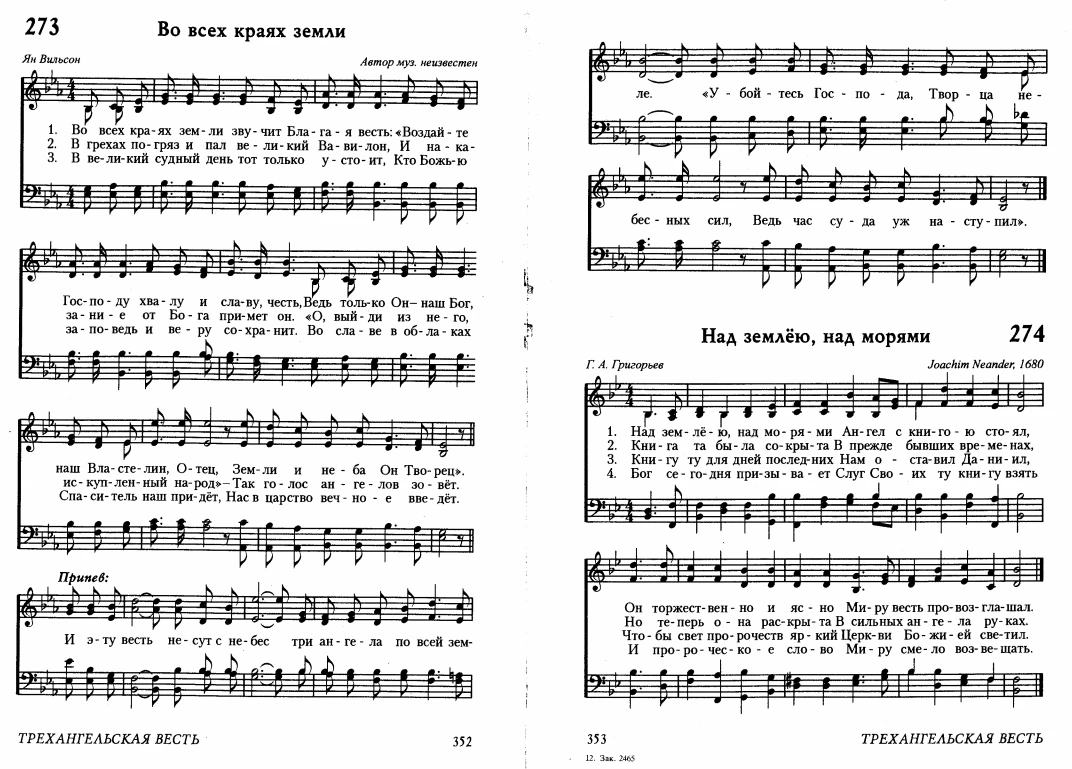 273
Во всех краях земли
Ян Вильсон
Автор муз. неизвестен
1. Во всех кра-ях зем-ли зву-чит Бла-га-я весть: «Воздай-те
2. В грехах по-гряз и пал ве-ли-кий Ва-ви-лон, И на-ка-
3. В ве-ли-кий судный день тот только у-сто-ит, Кто Божь-ю
Гос-по-ду хва-лу и сла-ву, честь, Ведь толь-ко Он— наш Бог,
за-ни-е от Бо-га при-мет он. «О, вый-ди из не-го,
за-по-ведь и ве-ру со-хра-нит. Во сла-ве в об-ла-ках
наш Вла-сте-лин, О-тец, Зем-ли и не-ба Он Тво-рец».
ис-куп-лен-ный на-род»—Так го-лос ан-ге-лов зо-вёт.
Спа-си-тель наш при-дёт, Нас в царство веч-но-е вве-дёт.
Припев:
И э-ту весть не-сут с не-бес три ан-ге-ла по всей зем-
ТРЕХАНГЕЛЬСКАЯ ВЕСТЬ
352
ле. «У-бой-тесь Гос-по-да, Твор-ца не-
бес-ных сил, Ведь час су-да уж на-сту-пил».
Над землёю, над морями
274
Г. А. Григорьев
Joachim Neander, 1680
1. Над зем-лё-ю, над мо-ря-ми Ан-гел с кни-го-ю сто-ял,
2. Кни-га та бы-ла со-кры-та В прежде бывших вре-ме-нах,
3. Кни-гу ту для дней послед-них Нам о-ставил Да-ни-ил,
4. Бог се-го-дня при-зы-ва-ет Слуг Сво-их ту кни-гу взять
Он торжест-вен-но и яс-но Ми-ру весть про-воз-гла-шал.
Но те-перь о-на рас-кры-та В сильных ан-ге-ла ру-ках.
Что-бы свет про-рочеств яр-кий Церк-ви Бо-жи-ей све-тил.
И про-ро-чес-ко-е сло-во Ми-ру сме-ло воз-ве-щать.
353
ТРЕХАНГЕЛЬСКАЯ ВЕСТЬ
12. Зак. 2465